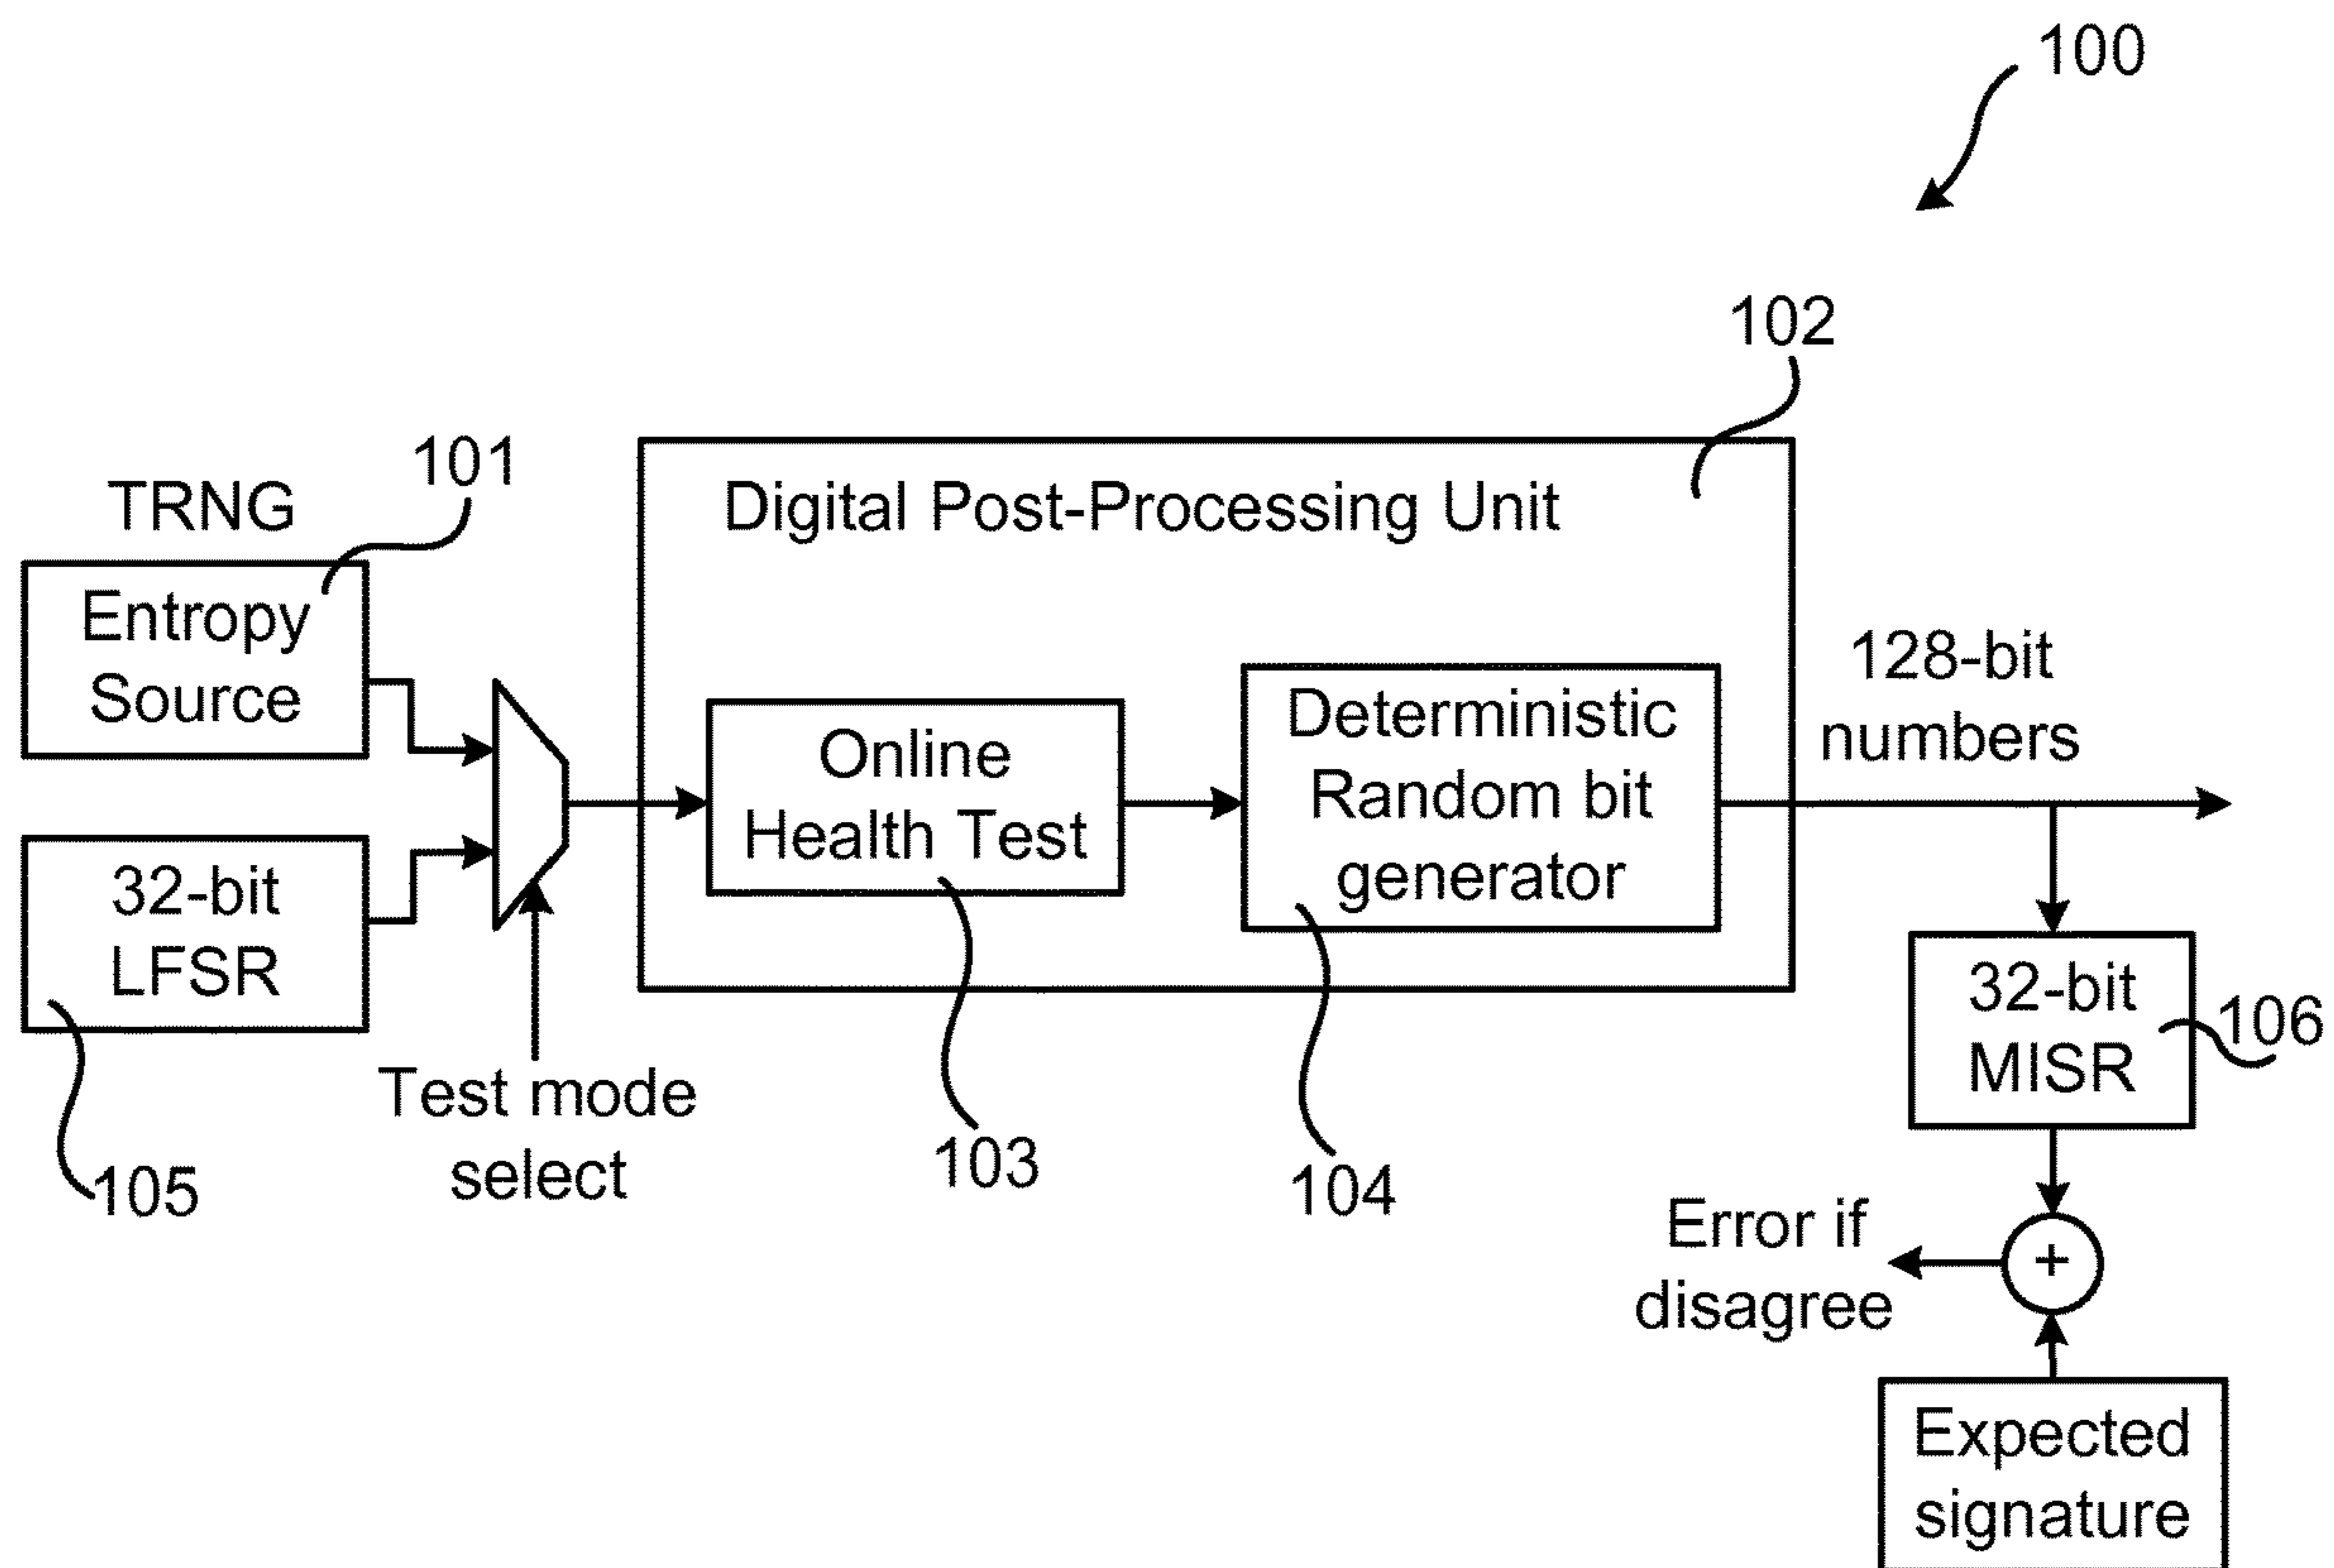 100
102
101
TRNG
Digital Post-Processing Unit
Entropy
Source
128-bit
numbers
Online
Health Test
Deterministic
Random bit
generator
32-bit
LFSR
32-bit
MISR
106
Test mode
select
105
103
104
Error if
disagree
+
Expected
signature